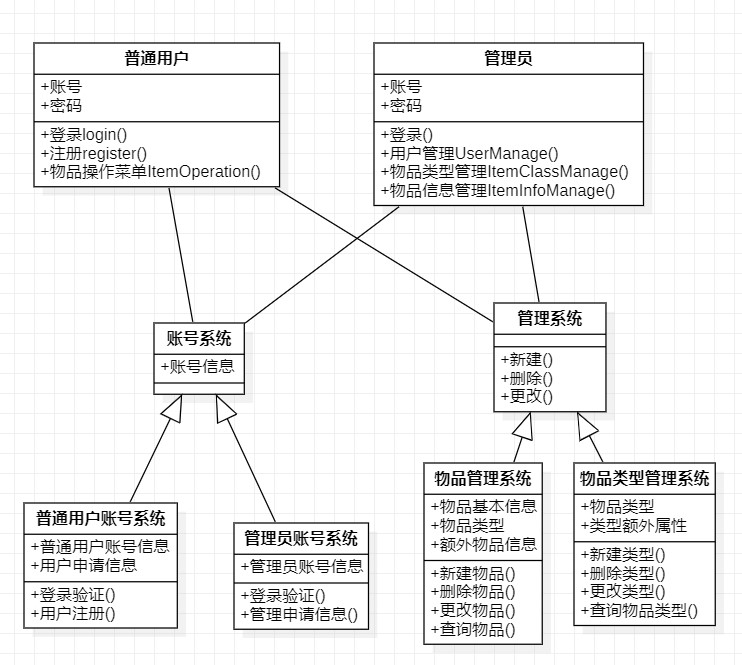 普通用户
+账号
+密码
+登录login()
+注册register()
+物品操作菜单ItemOperation()
管理员
+账号
+密码
+登录()
+用户管理UserManage()
+物品类型管理ItemClassManage()
+物品信息管理ItemInfoManage()
账号系统
+账号信息
管理系统
+新建()
+删除()
+更改()
普通用户账号系统
+普通用户账号信息
+用户申请信息
+登录验证()
+用户注册()
管理员账号系统
+管理员账号信息
+登录验证()
+管理申请信息()
物品管理系统
+物品基本信息
+物品类型
+额外物品信息
+新建物品()
+删除物品()
+更改物品()
+查询物品()
物品类型管理系统
+物品类型
+类型额外属性
+新建类型()
+删除类型()
+更改类型()
+查询物品类型()